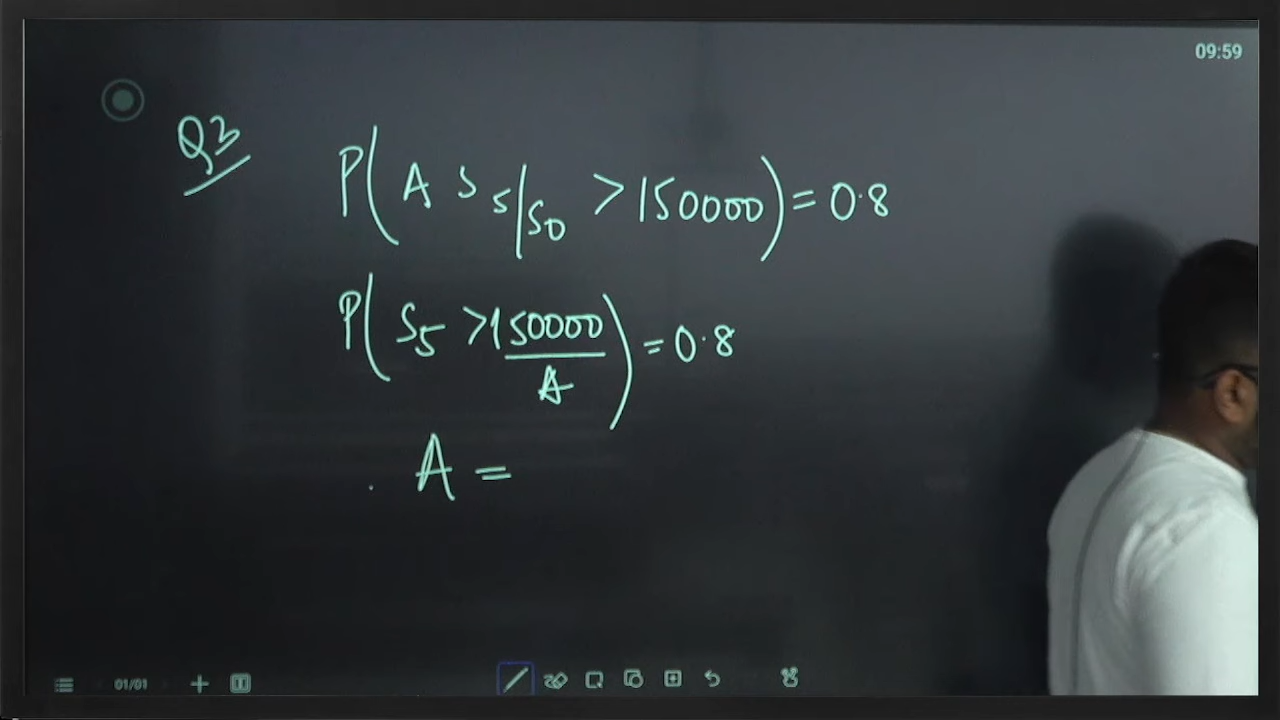 09:59
Q3
P(A S5/S0 > 150000) = 0.8
P(S5 > 150000/A) = 0.8
A =
01/01